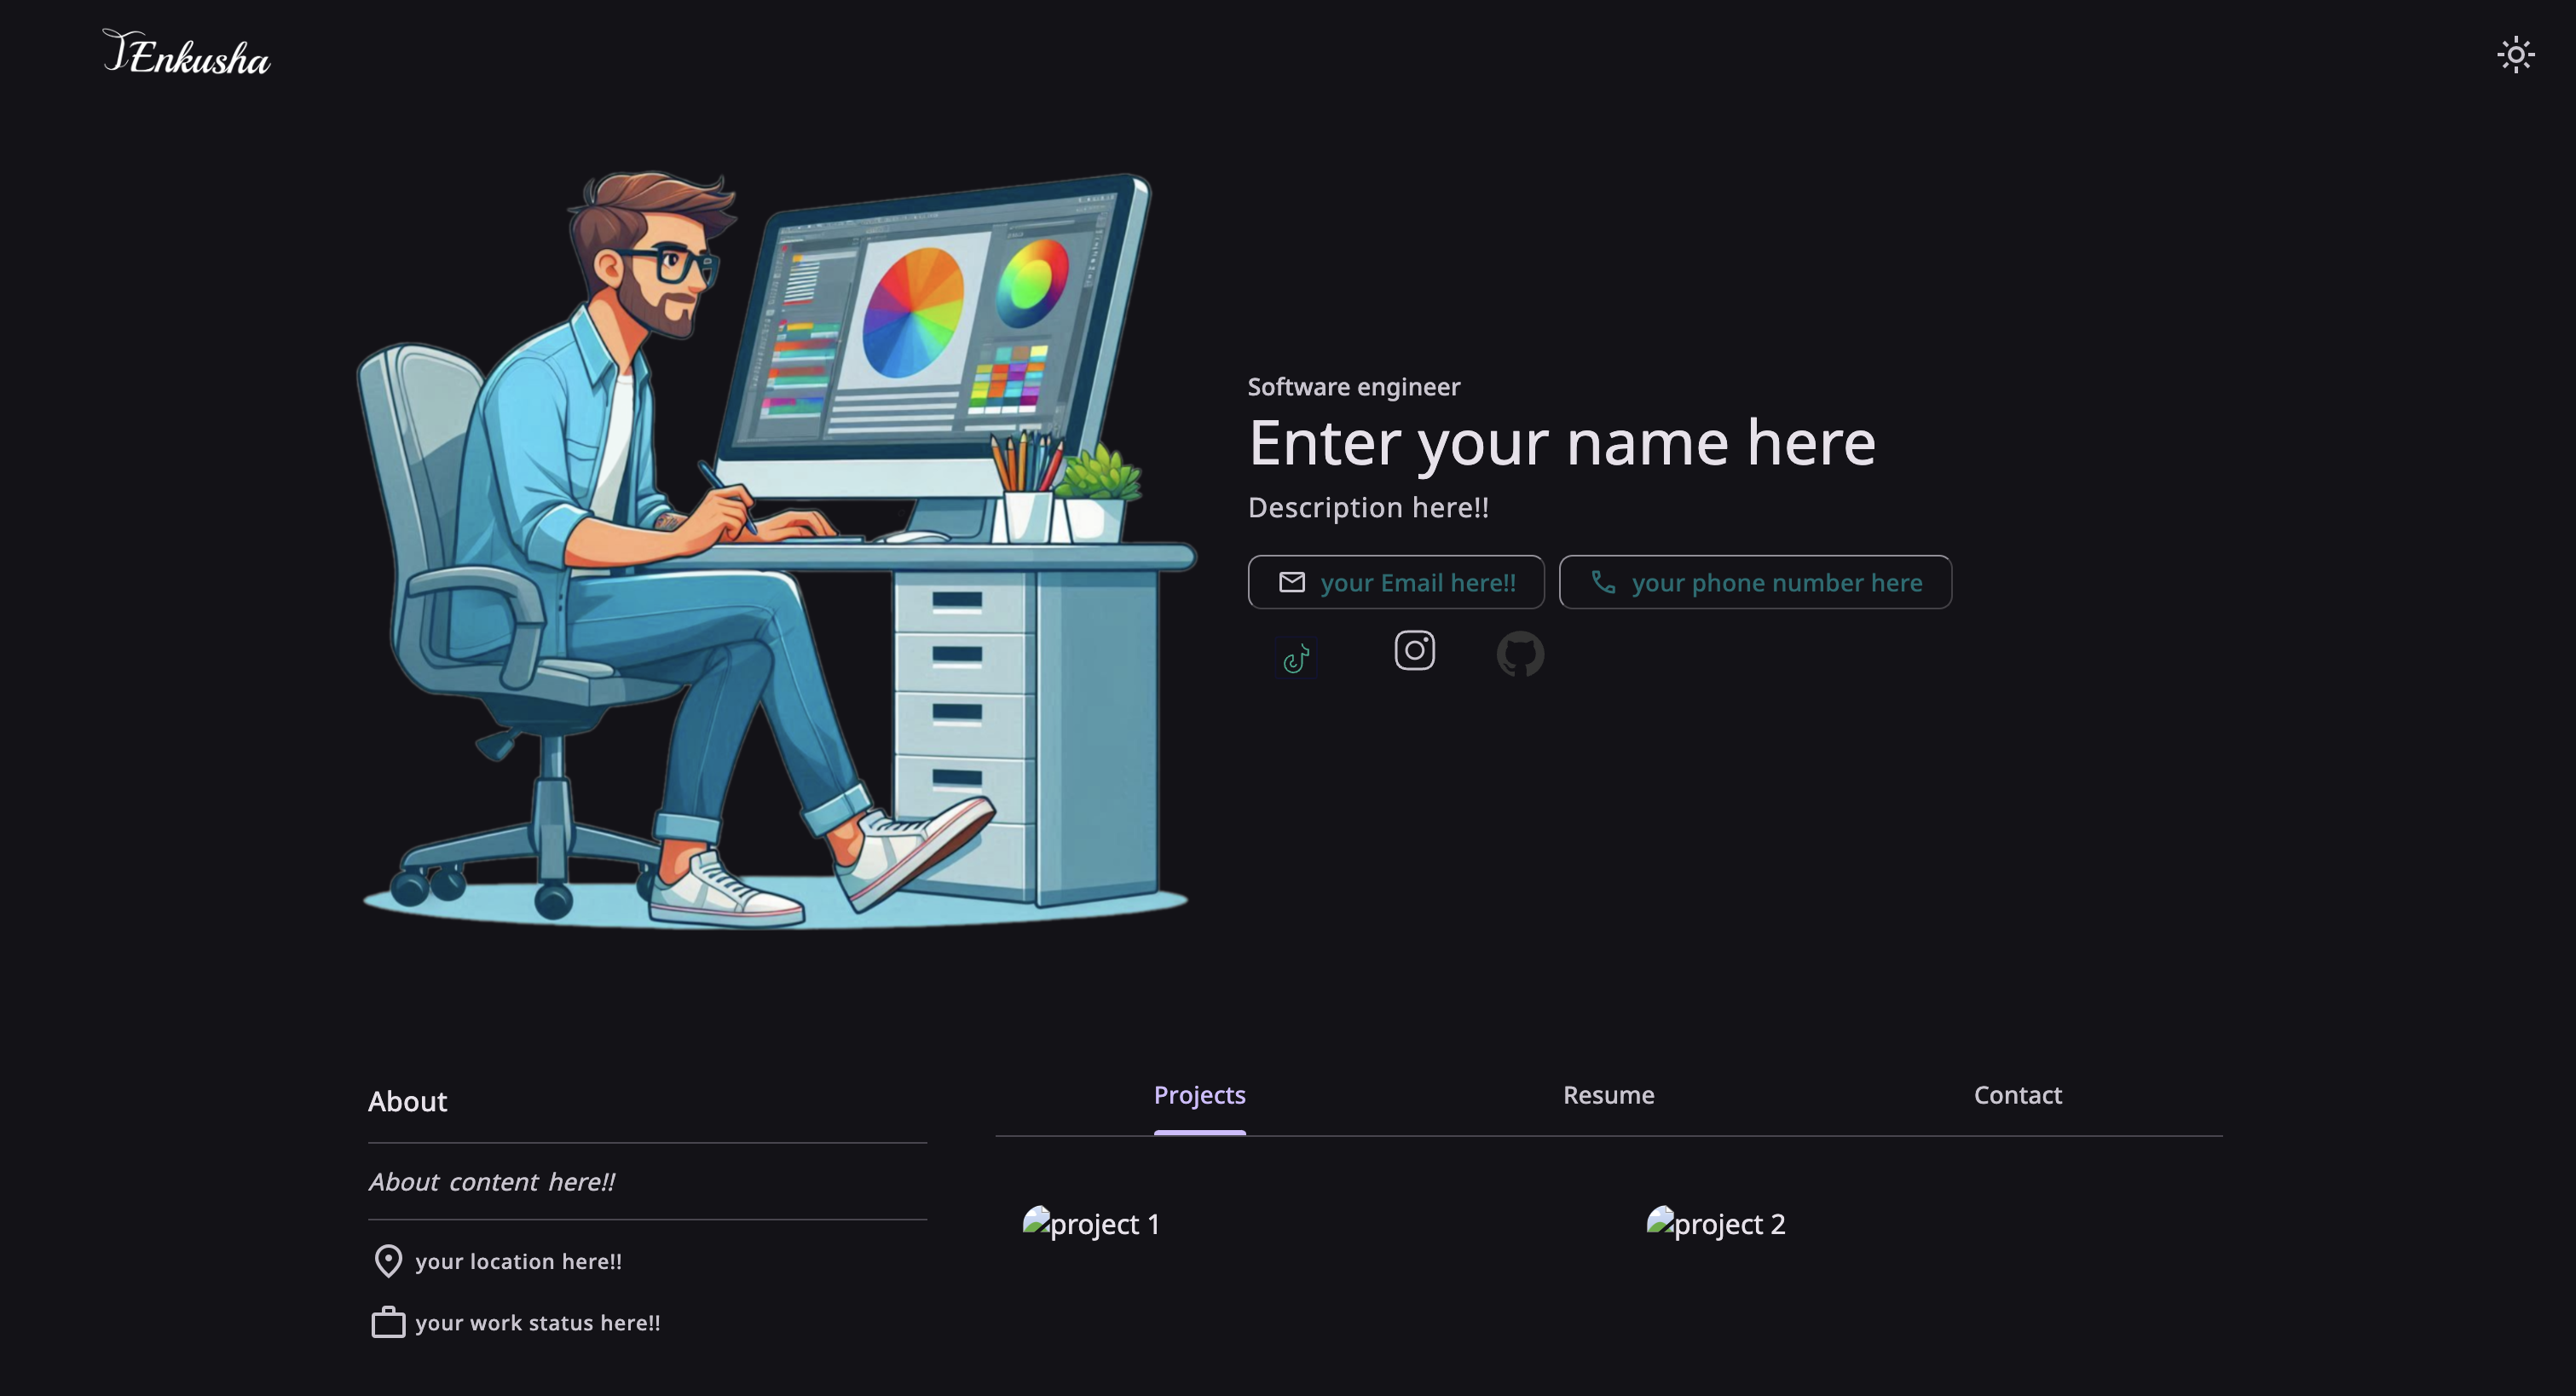 TEnkusha
Software engineer
Enter your name here
Description here!!
your Email here!!
your phone number here
About
Projects
Resume
Contact
About content here!!
project 1
project 2
your location here!!
your work status here!!